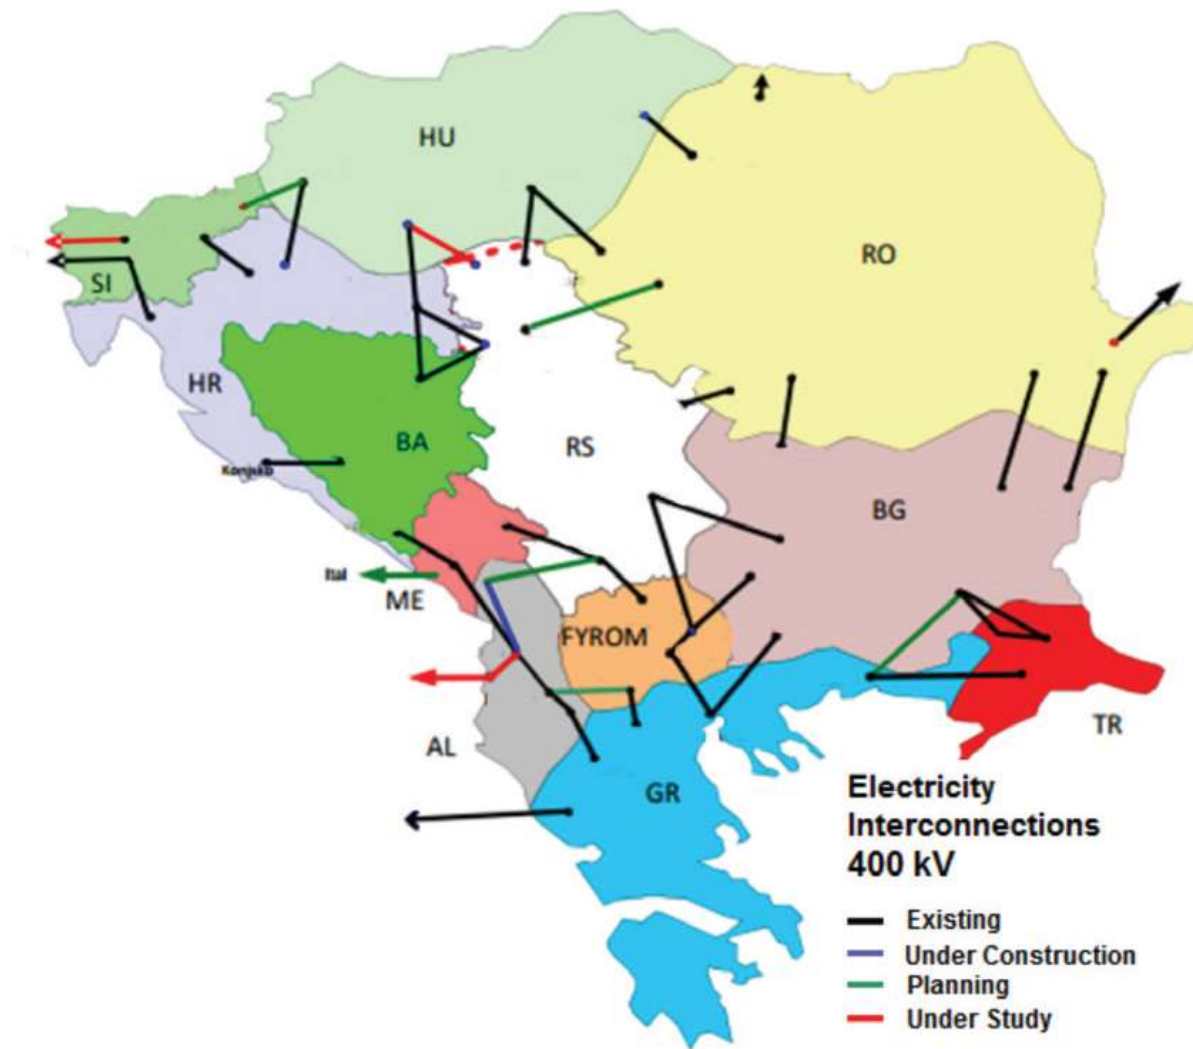 HU
RO
SI
HR
BA
RS
Konjsko
BG
Ital
ME
FYROM
AL
TR
GR
Electricity
Interconnections
400 kV
Existing
Under Construction
Planning
Under Study